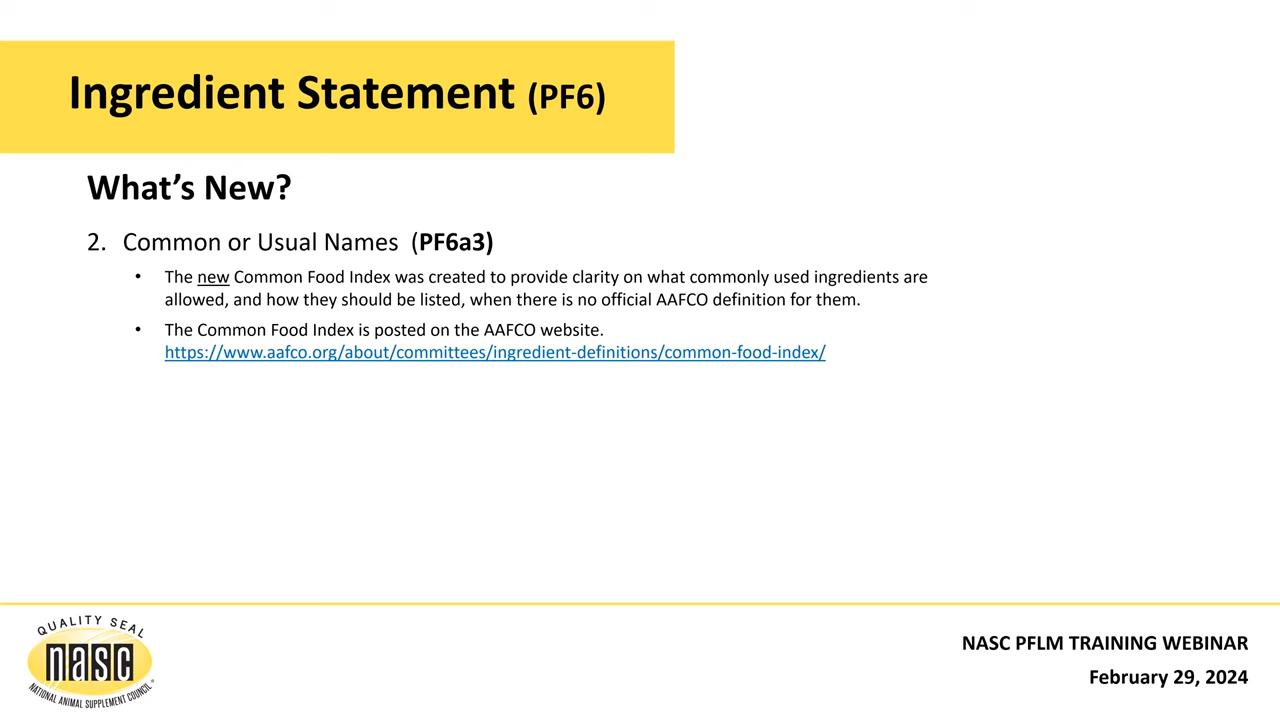 Ingredient Statement (PF6)
What’s New?
2. Common or Usual Names (PF6a3)
• The new Common Food Index was created to provide clarity on what commonly used ingredients are
allowed, and how they should be listed, when there is no official AAFCO definition for them.
• The Common Food Index is posted on the AAFCO website.
https://www.aafco.org/about/committees/ingredient-definitions/common-food-index/
QUALITY SEAL
nasc
NATIONAL ANIMAL SUPPLEMENT COUNCIL®
NASC PFLM TRAINING WEBINAR
February 29, 2024